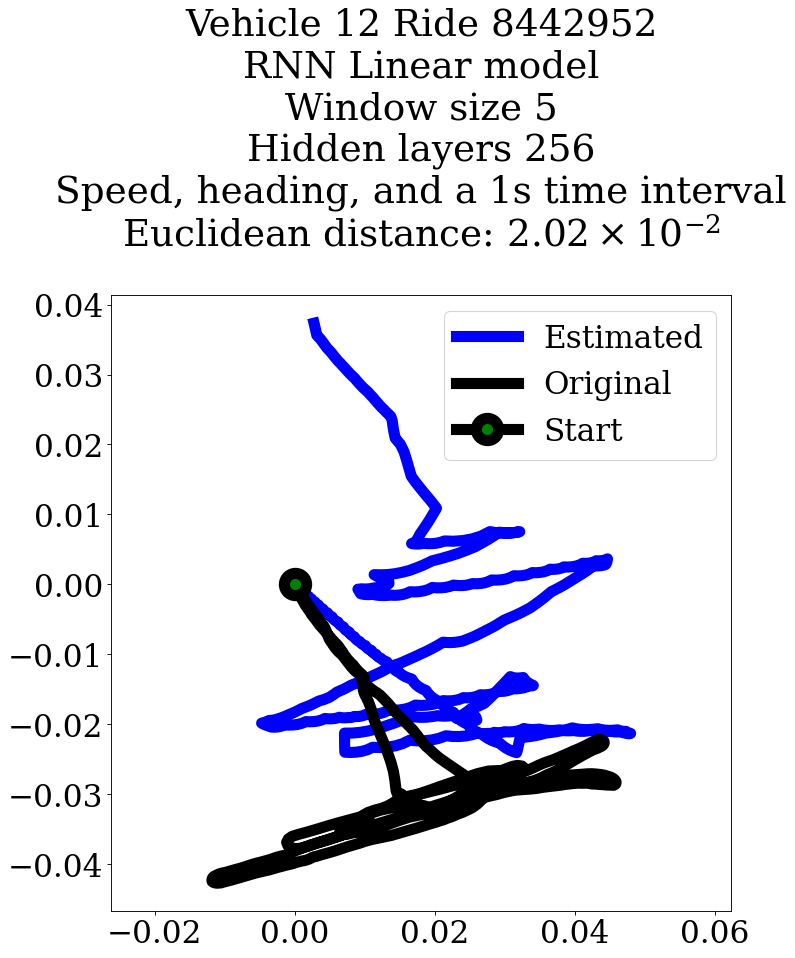 Vehicle 12 Ride 8442952
RNN Linear model
Window size 5
Hidden layers 256
Speed, heading, and a 1s time interval
Euclidean distance: 2.02 × 10⁻²
0.04
0.03
0.02
0.01
0.00
−0.01
−0.02
−0.03
−0.04
Estimated
Original
Start
−0.02 0.00 0.02 0.04 0.06